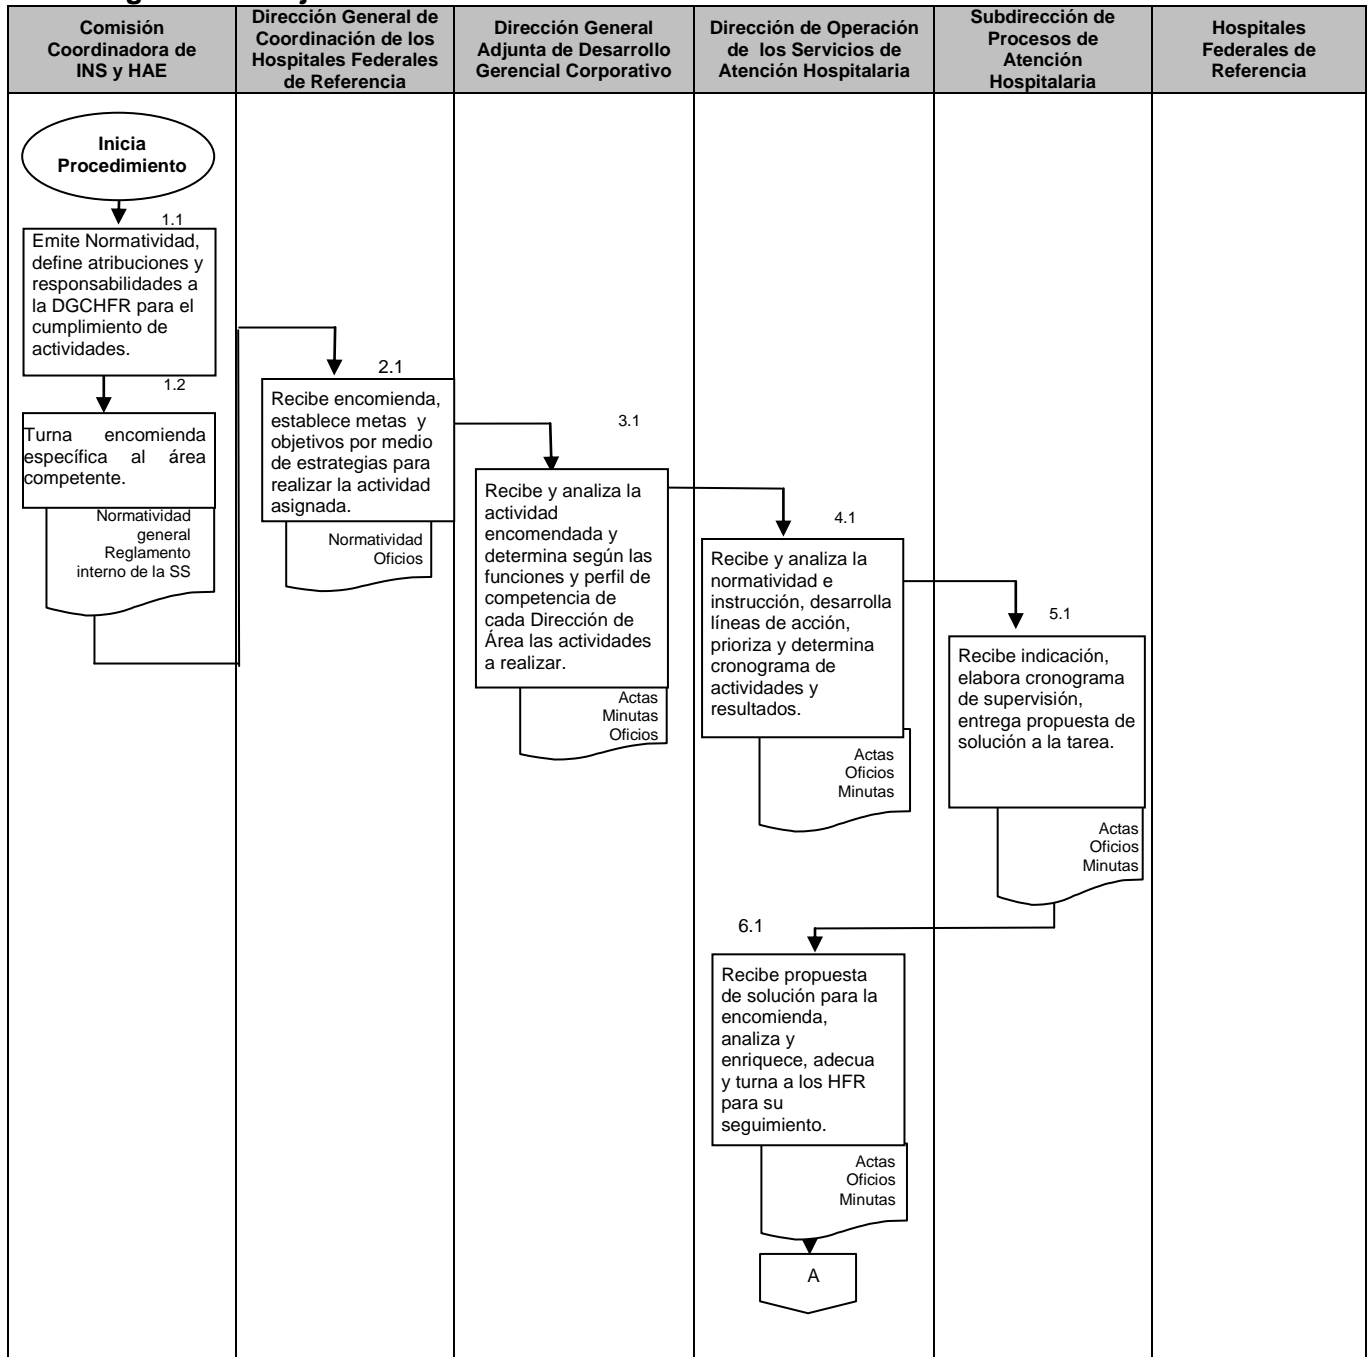 Comisión
Coordinadora de
INS y HAE
Dirección General de
Coordinación de los
Hospitales Federales
de Referencia
Dirección General
Adjunta de Desarrollo
Gerencial Corporativo
Dirección de Operación
de los Servicios de
Atención Hospitalaria
Subdirección de
Procesos de
Atención
Hospitalaria
Hospitales
Federales de
Referencia
Inicia
Procedimiento
1.1
Emite Normatividad,
define atribuciones y
responsabilidades a
la DGCHFR para el
cumplimiento de
actividades.
1.2
Turna encomienda
específica al área
competente.
Normatividad
general
Reglamento
interno de la SS
2.1
Recibe encomienda,
establece metas y
objetivos por medio
de estrategias para
realizar la actividad
asignada.
Normatividad
Oficios
3.1
Recibe y analiza la
actividad
encomendada y
determina según las
funciones y perfil de
competencia de
cada Dirección de
Área las actividades
a realizar.
Actas
Minutas
Oficios
4.1
Recibe y analiza la
normatividad e
instrucción, desarrolla
líneas de acción,
prioriza y determina
cronograma de
actividades y
resultados.
Actas
Oficios
Minutas
5.1
Recibe indicación,
elabora cronograma
de supervisión,
entrega propuesta de
solución a la tarea.
Actas
Oficios
Minutas
6.1
Recibe propuesta
de solución para la
encomienda,
analiza y
enriquece, adecua
y turna a los HFR
para su
seguimiento.
Actas
Oficios
Minutas
A